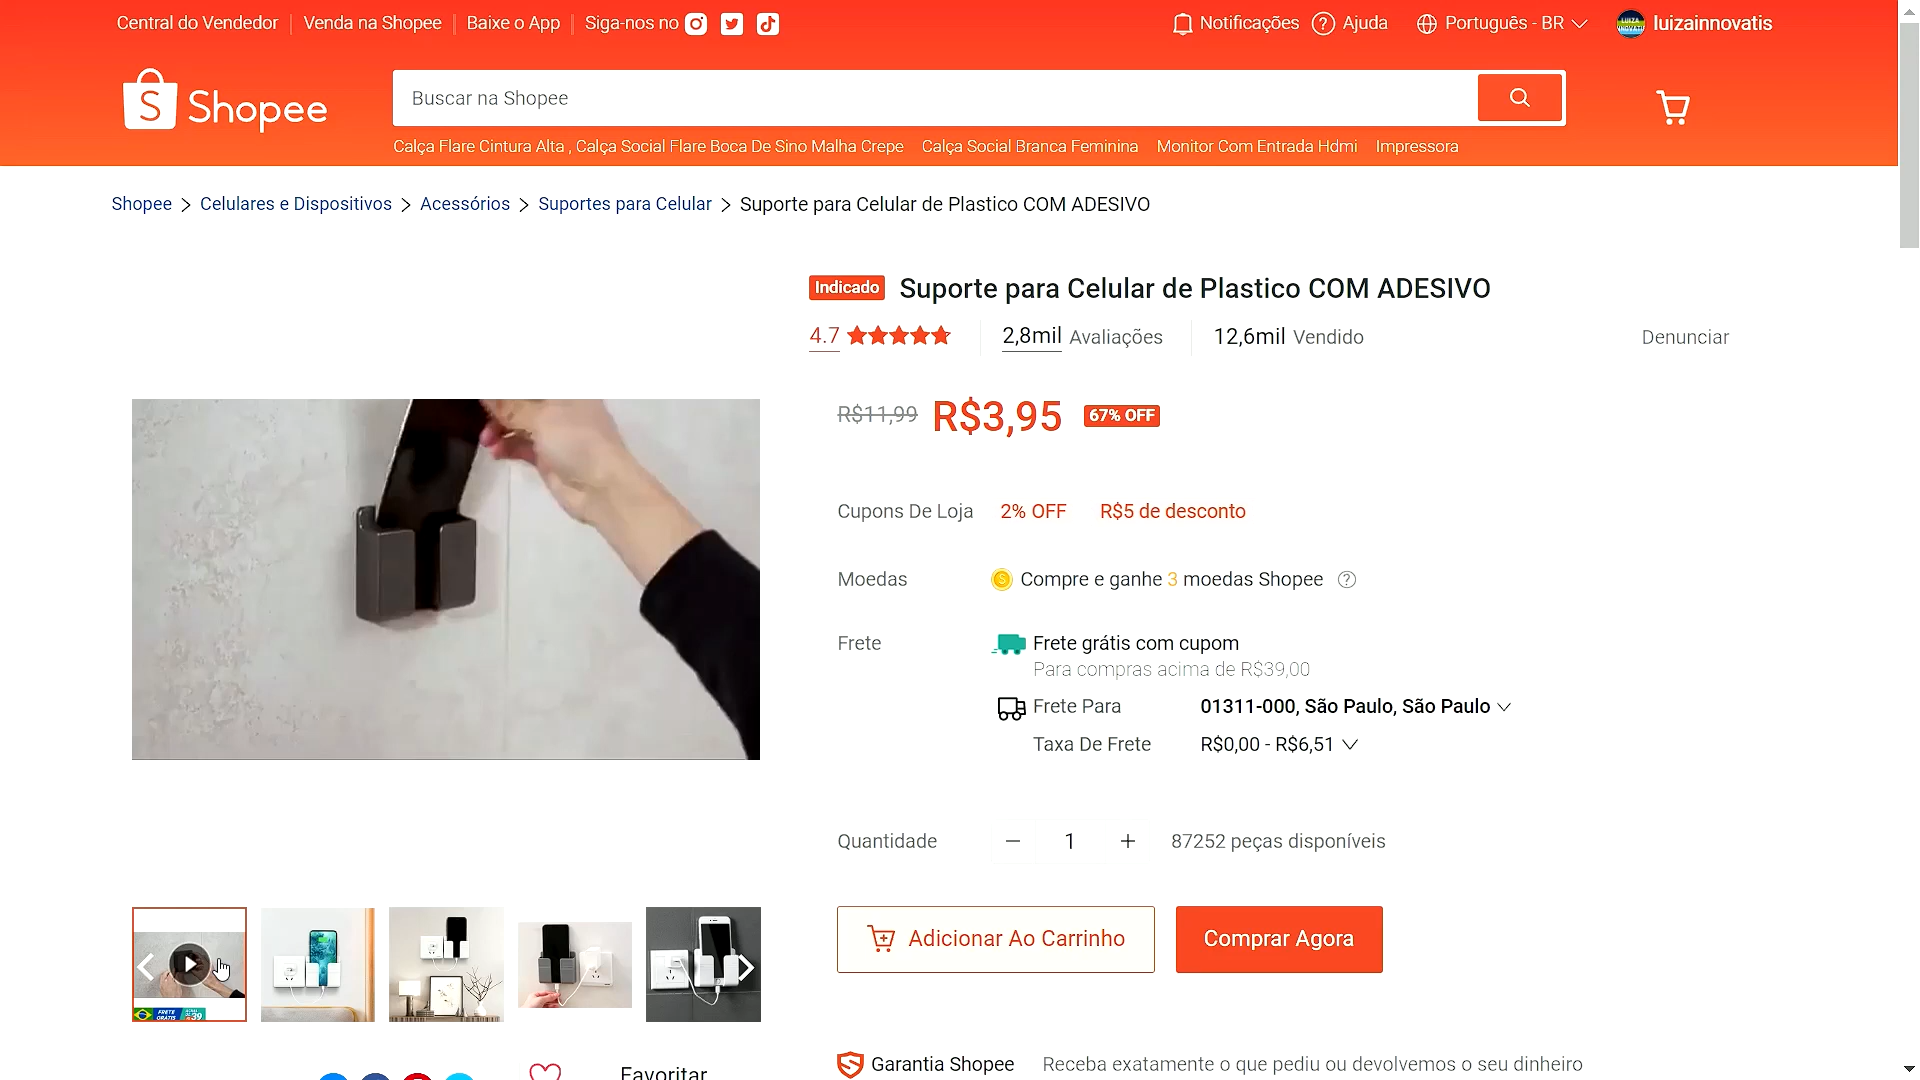 Central do Vendedor
Venda na Shopee
Baixe o App
Siga-nos no
Notificações
Ajuda
Português - BR
luizainnovatis
Shopee
Buscar na Shopee
Calça Flare Cintura Alta , Calça Social Flare Boca De Sino Malha Crepe
Calça Social Branca Feminina
Monitor Com Entrada Hdmi
Impressora
Shopee > Celulares e Dispositivos > Acessórios > Suportes para Celular > Suporte para Celular de Plastico COM ADESIVO
Indicado Suporte para Celular de Plastico COM ADESIVO
4.7
2,8mil Avaliações
12,6mil Vendido
Denunciar
R$11,99 R$3,95 67% OFF
Cupons De Loja 2% OFF R$5 de desconto
Moedas Compre e ganhe 3 moedas Shopee
Frete Frete grátis com cupom
Para compras acima de R$39,00
Frete Para 01311-000, São Paulo, São Paulo
Taxa De Frete R$0,00 - R$6,51
Quantidade 1 87252 peças disponíveis
Adicionar Ao Carrinho
Comprar Agora
FRETE
GRÁTIS
39
Favoritar
Garantia Shopee Receba exatamente o que pediu ou devolvemos o seu dinheiro